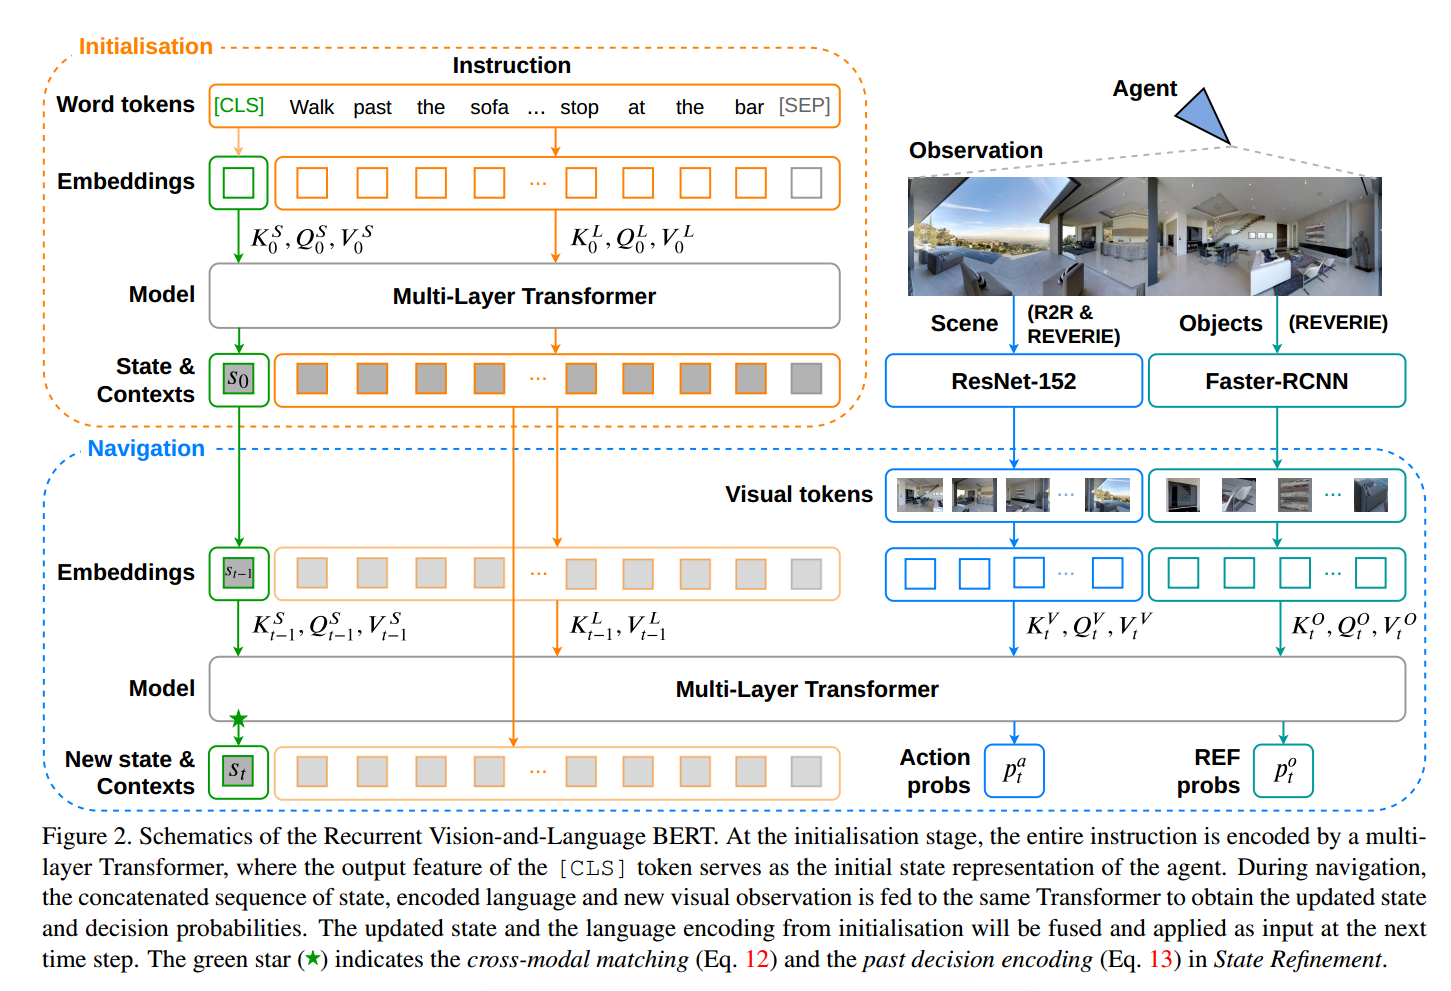 Initialisation
Instruction
Word tokens
[CLS] Walk past the sofa ... stop at the bar [SEP]
Agent
Observation
Embeddings
...
K_0^S, Q_0^S, V_0^S
K_0^L, Q_0^L, V_0^L
Model
Multi-Layer Transformer
Scene
(R2R &
REVERIE)
Objects
(REVERIE)
State &
Contexts
s_0
...
ResNet-152
Faster-RCNN
Navigation
Visual tokens
...
...
Embeddings
s_{t-1}
...
...
...
K_{t-1}^S, Q_{t-1}^S, V_{t-1}^S
K_{t-1}^L, V_{t-1}^L
K_t^V, Q_t^V, V_t^V
K_t^O, Q_t^O, V_t^O
Model
Multi-Layer Transformer
New state &
Contexts
s_t
...
Action
probs
p_t^a
REF
probs
p_t^o
Figure 2. Schematics of the Recurrent Vision-and-Language BERT. At the initialisation stage, the entire instruction is encoded by a multi-
layer Transformer, where the output feature of the [CLS] token serves as the initial state representation of the agent. During navigation,
the concatenated sequence of state, encoded language and new visual observation is fed to the same Transformer to obtain the updated state
and decision probabilities. The updated state and the language encoding from initialisation will be fused and applied as input at the next
time step. The green star (★) indicates the cross-modal matching (Eq. 12) and the past decision encoding (Eq. 13) in State Refinement.